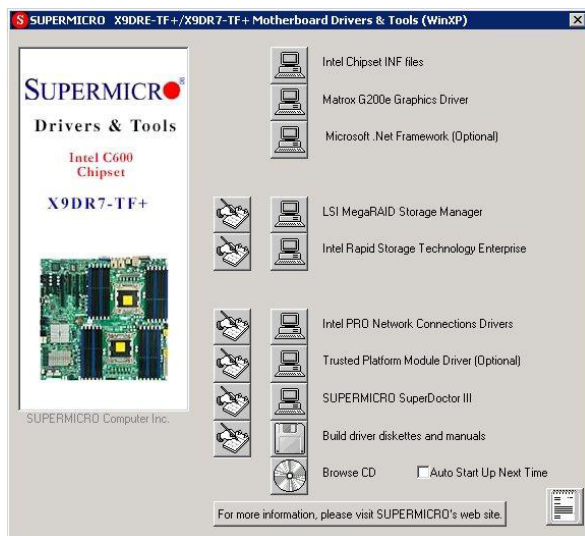 SUPERMICRO X9DRE-TF+/X9DR7-TF+ Motherboard Drivers & Tools (WinXP)
SUPERMICR®
Drivers & Tools
Intel C600
Chipset
X9DR7-TF+
SUPERMICRO Computer Inc.
Intel Chipset INF files
Matrox G200e Graphics Driver
Microsoft .Net Framework (Optional)
LSI MegaRAID Storage Manager
Intel Rapid Storage Technology Enterprise
Intel PRO Network Connections Drivers
Trusted Platform Module Driver (Optional)
SUPERMICRO SuperDoctor III
Build driver diskettes and manuals
Browse CD
Auto Start Up Next Time
For more information, please visit SUPERMICRO's web site.